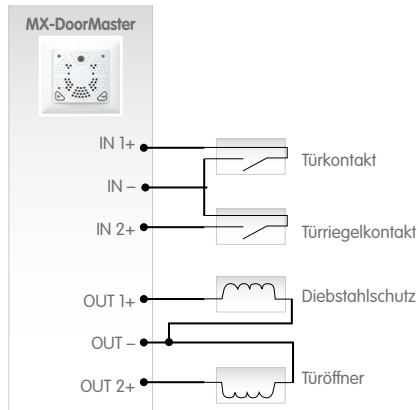 MX-DoorMaster
IN 1+
Türkontakt
IN –
IN 2+
Türriegelkontakt
OUT 1+
Diebstahlschutz
OUT –
OUT 2+
Türöffner